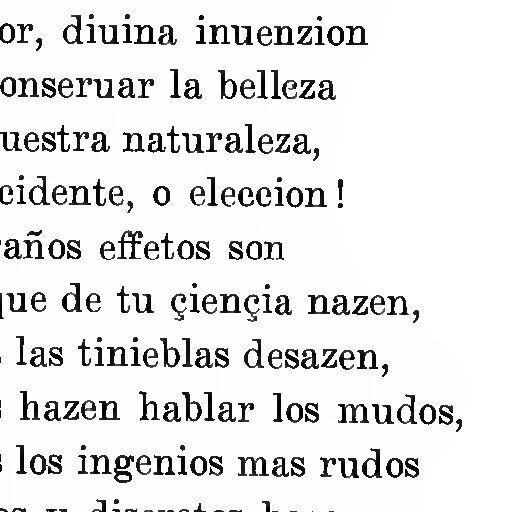 or, diuina inuenzion
onseruar la belleza
uestra naturaleza,
cidente, o eleccion!
raños effetos son
que de tu çiençia nazen,
las tinieblas desazen,
hazen hablar los mudos,
los ingenios mas rudos